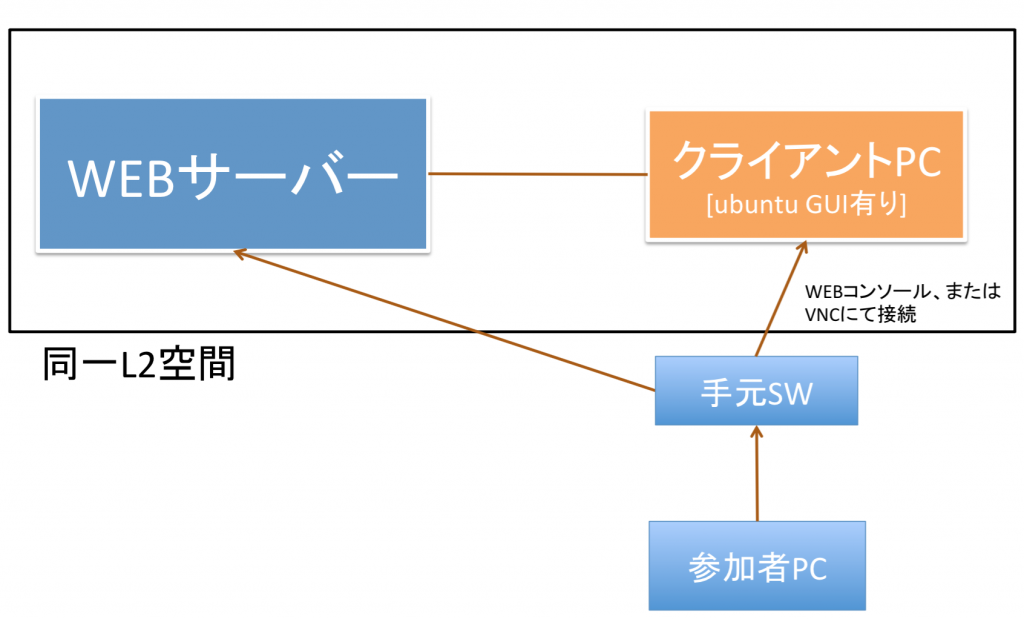 WEBサーバー
クライアントPC
[ubuntu GUI有り]
WEBコンソール、または
VNCにて接続
同一L2空間
手元SW
参加者PC